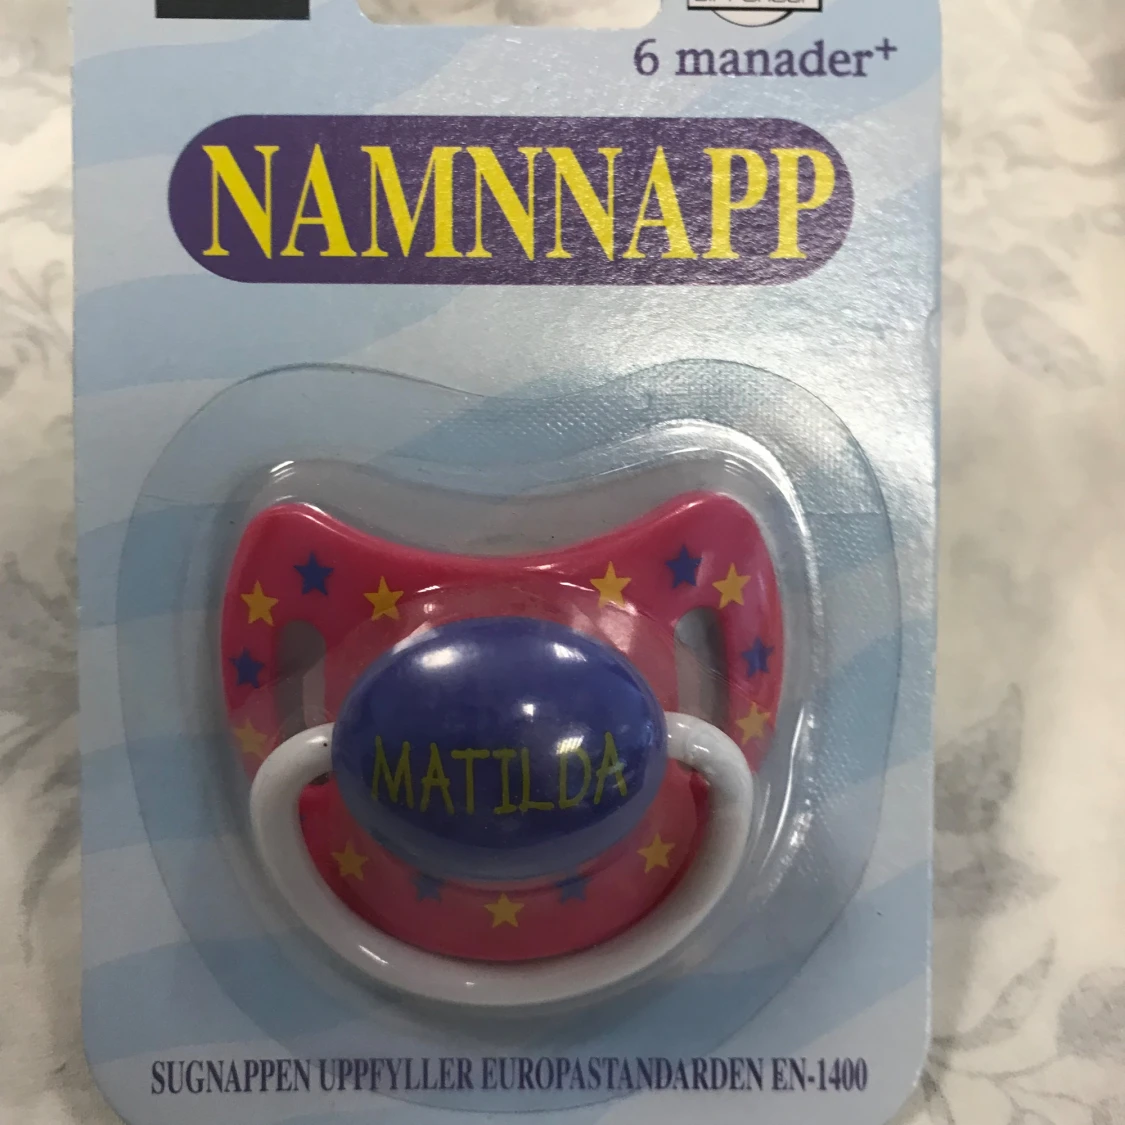 6 manader+
NAMNNAPP
MATILDA
SUGNAPPEN UPPFYLLER EUROPASTANDARDEN EN-1400